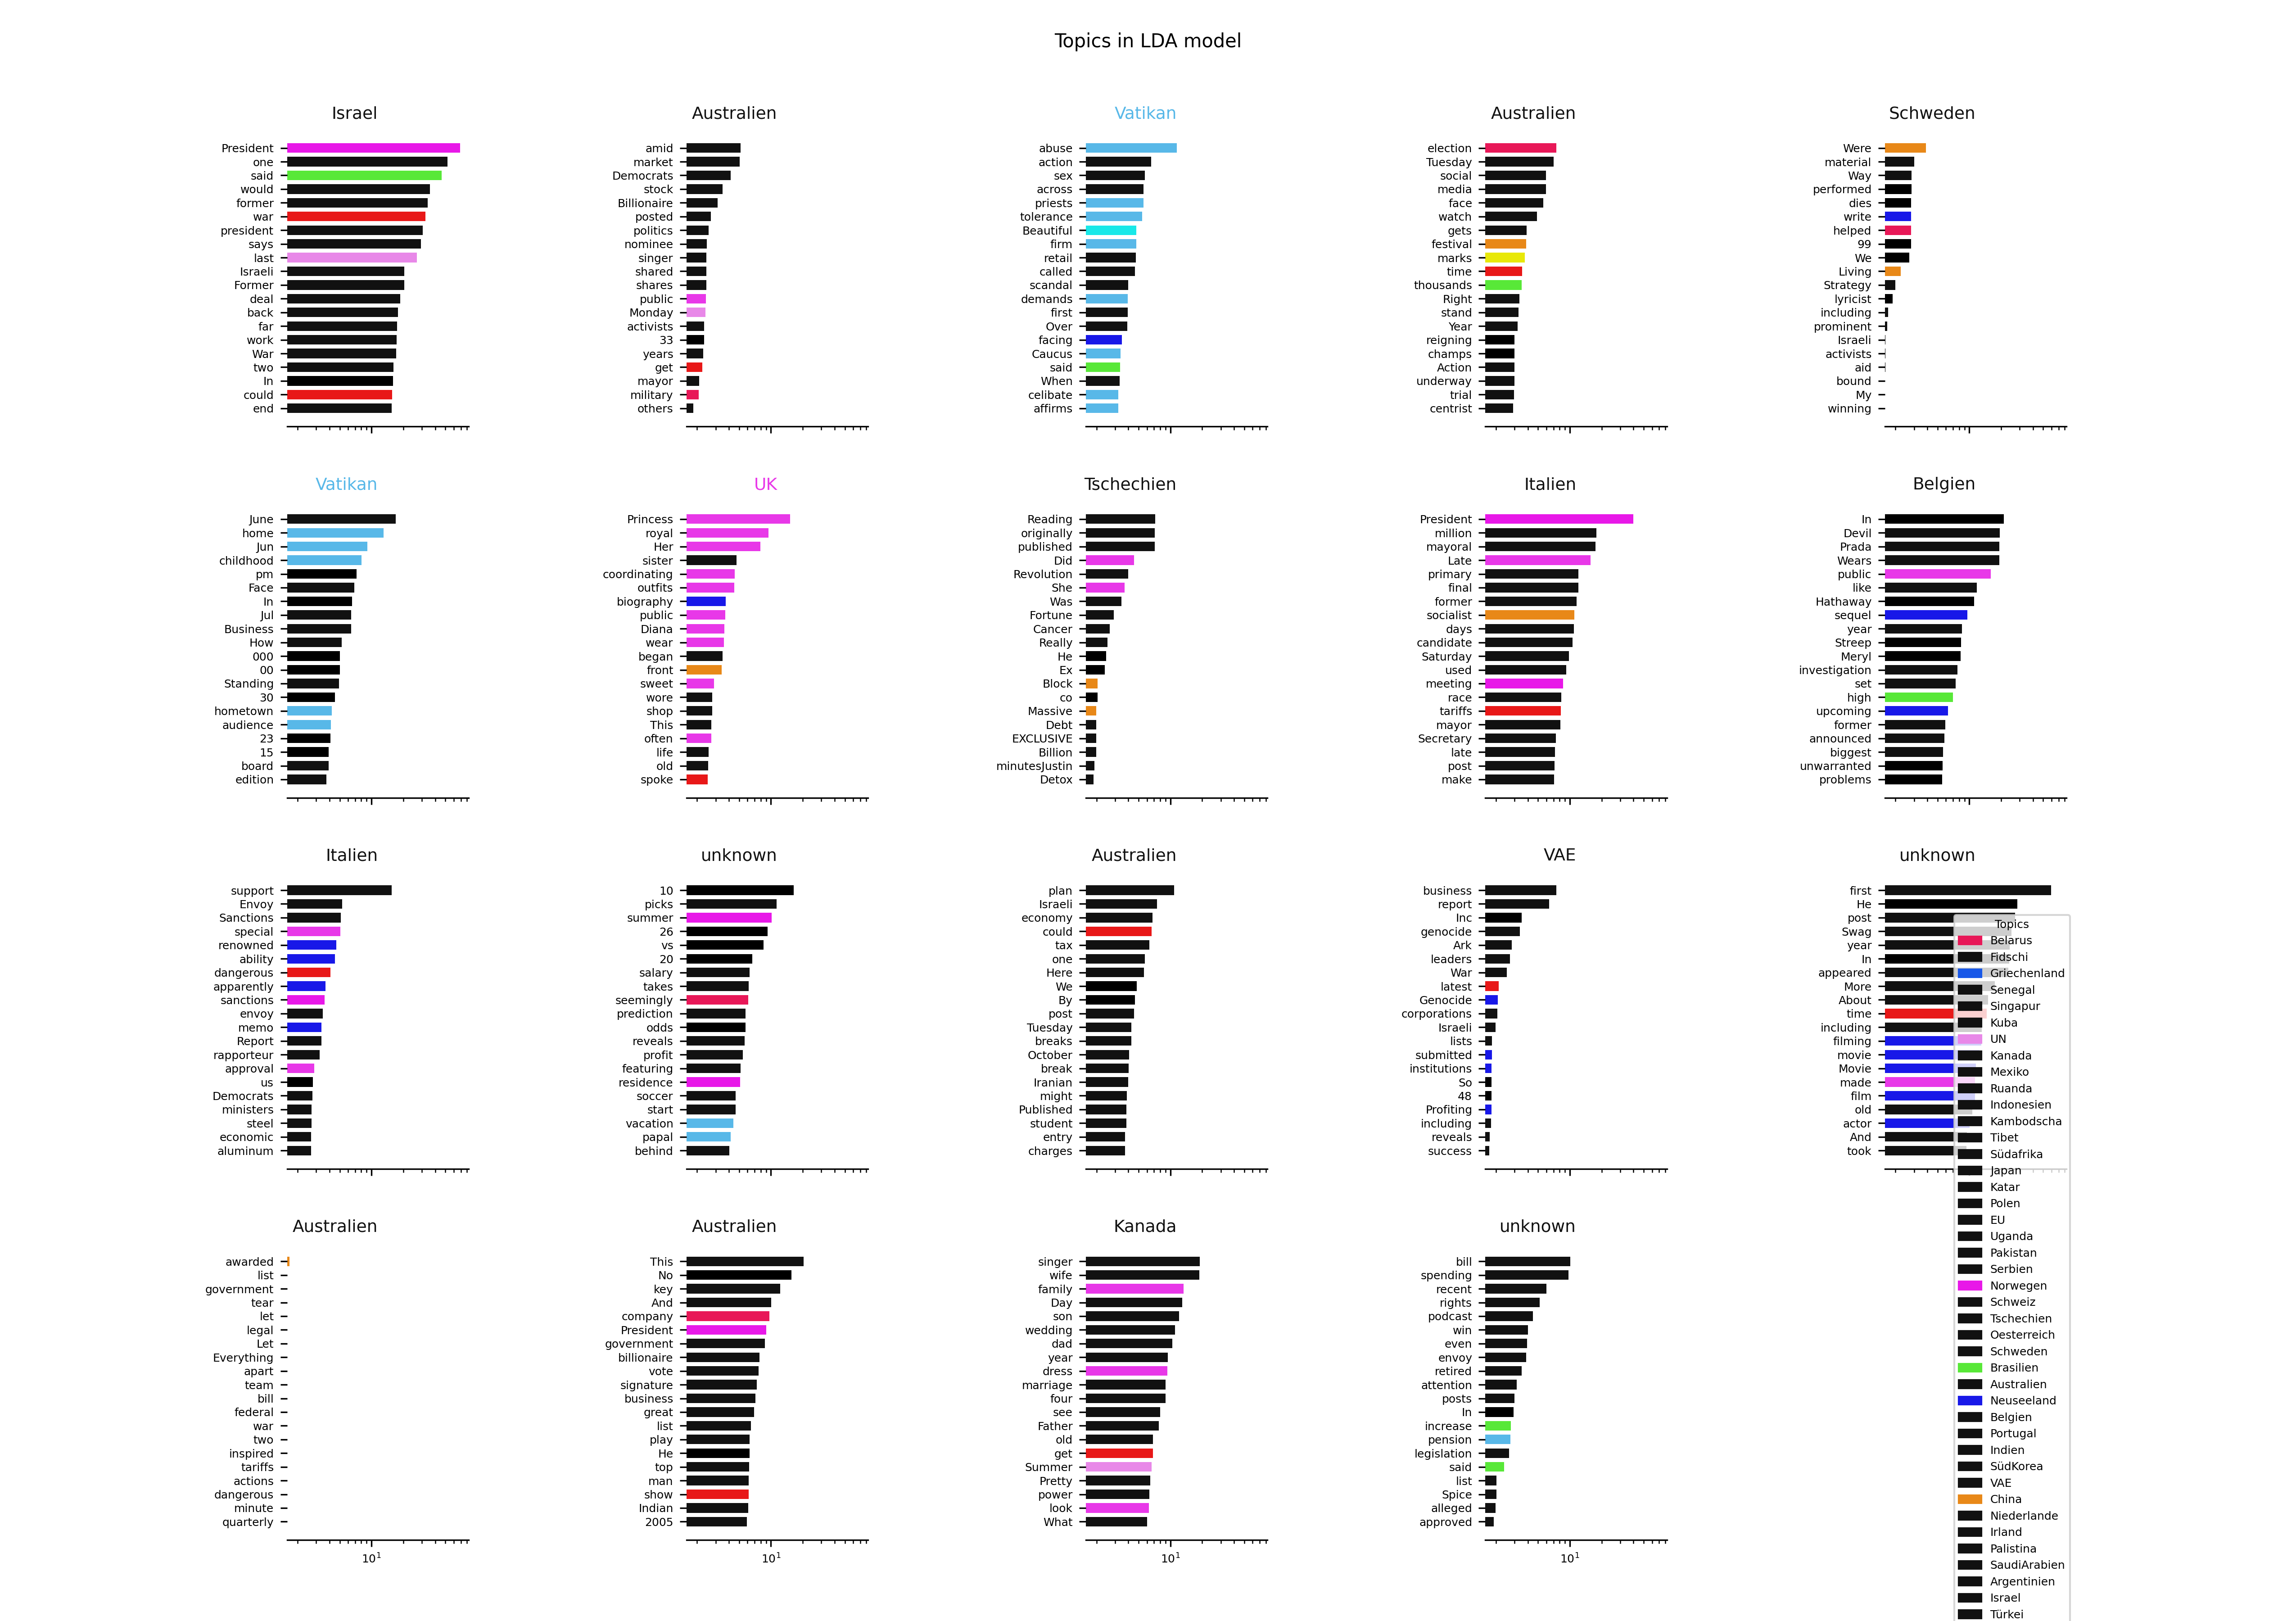 Topics in LDA model
Israel
President
one
said
would
former
war
president
says
last
Israeli
Former
deal
back
far
work
War
two
In
could
end
Australien
amid
market
Democrats
stock
Billionaire
posted
politics
nominee
singer
shared
shares
public
Monday
activists
33
years
get
mayor
military
others
Vatikan
abuse
action
sex
across
priests
tolerance
Beautiful
firm
retail
called
scandal
demands
first
Over
facing
Caucus
said
When
celibate
affirms
Australien
election
Tuesday
social
media
face
watch
gets
festival
marks
time
thousands
Right
stand
Year
reigning
champs
Action
underway
trial
centrist
Schweden
Were
material
Way
performed
dies
write
helped
99
We
Living
Strategy
lyricist
including
prominent
Israeli
activists
aid
bound
My
winning
Vatikan
June
home
Jun
childhood
pm
Face
In
Jul
Business
How
000
00
Standing
30
hometown
audience
23
15
board
edition
UK
Princess
royal
Her
sister
coordinating
outfits
biography
public
Diana
wear
began
front
sweet
wore
shop
This
often
life
old
spoke
Tschechien
Reading
originally
published
Did
Revolution
She
Was
Fortune
Cancer
Really
He
Ex
Block
co
Massive
Debt
EXCLUSIVE
Billion
minutesJustin
Detox
Italien
President
million
mayoral
Late
primary
final
former
socialist
days
candidate
Saturday
used
meeting
race
tariffs
mayor
Secretary
late
post
make
Belgien
In
Devil
Prada
Wears
public
like
Hathaway
sequel
year
Streep
Meryl
investigation
set
high
upcoming
former
announced
biggest
unwarranted
problems
Italien
support
Envoy
Sanctions
special
renowned
ability
dangerous
apparently
sanctions
envoy
memo
Report
rapporteur
approval
us
Democrats
ministers
steel
economic
aluminum
unknown
10
picks
summer
26
vs
20
salary
takes
seemingly
prediction
odds
reveals
profit
featuring
residence
soccer
start
vacation
papal
behind
Australien
plan
Israeli
economy
could
tax
one
Here
We
By
post
Tuesday
breaks
October
break
Iranian
might
Published
student
entry
charges
VAE
business
report
Inc
genocide
Ark
leaders
War
latest
Genocide
corporations
Israeli
lists
submitted
institutions
So
48
Profiting
including
reveals
success
unknown
first
He
post
Swag
year
In
appeared
More
About
time
including
filming
movie
Movie
made
film
old
actor
And
took
Australien
awarded
list
government
tear
let
legal
Let
Everything
apart
team
bill
federal
war
two
inspired
tariffs
actions
dangerous
minute
quarterly
10^1
Australien
This
No
key
And
company
President
government
billionaire
vote
signature
business
great
list
play
He
top
man
show
Indian
2005
10^1
Kanada
singer
wife
family
Day
son
wedding
dad
year
dress
marriage
four
see
Father
old
get
Summer
Pretty
power
look
What
10^1
unknown
bill
spending
recent
rights
podcast
win
even
envoy
retired
attention
posts
In
increase
pension
legislation
said
list
Spice
alleged
approved
10^1
Topics
Belarus
Fidschi
Griechenland
Senegal
Singapur
Kuba
UN
Kanada
Mexiko
Ruanda
Indonesien
Kambodscha
Tibet
Südafrika
Japan
Katar
Polen
EU
Uganda
Pakistan
Serbien
Norwegen
Schweiz
Tschechien
Oesterreich
Schweden
Brasilien
Australien
Neuseeland
Belgien
Portugal
Indien
SüdKorea
VAE
China
Niederlande
Irland
Palistina
SaudiArabien
Argentinien
Israel
Türkei